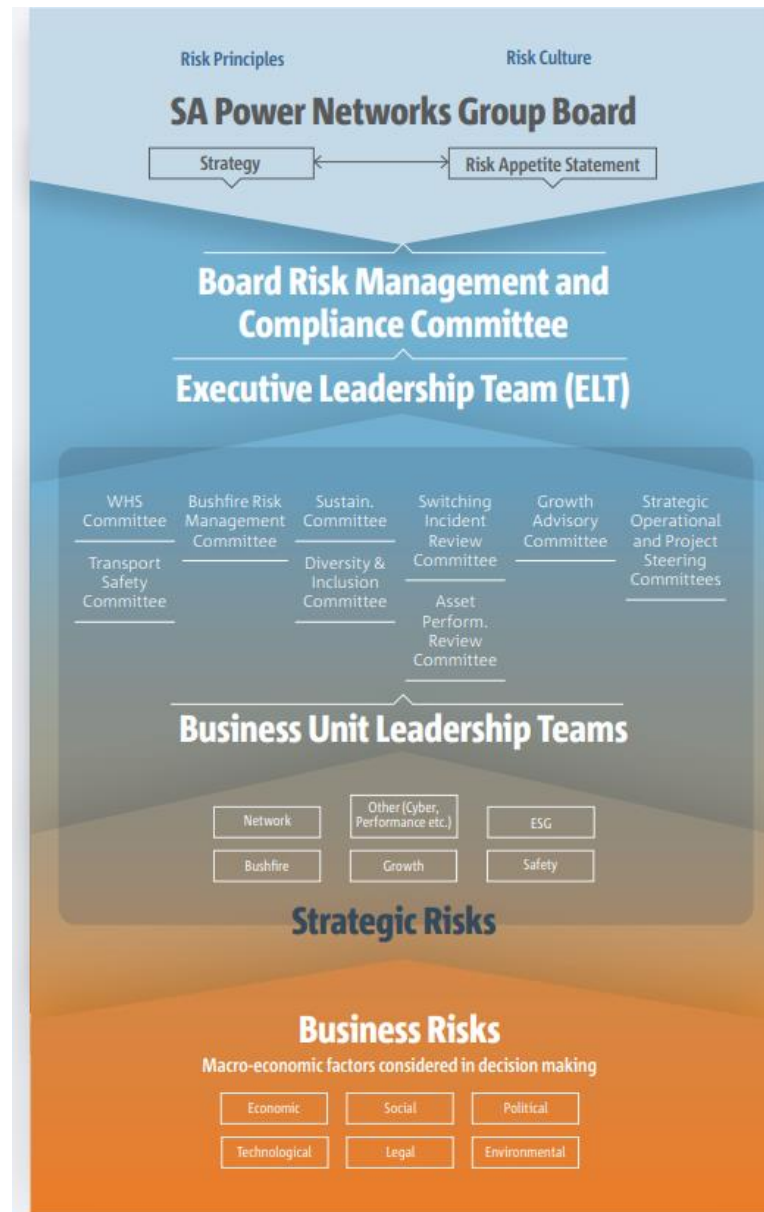 Risk Principles
Risk Culture
SA Power Networks Group Board
Strategy
Risk Appetite Statement
Board Risk Management and
Compliance Committee
Executive Leadership Team (ELT)
WHS
Committee
Transport
Safety
Committee
Bushfire Risk
Management
Committee
Sustain.
Committee
Diversity &
Inclusion
Committee
Switching
Incident
Review
Committee
Asset
Perform.
Review
Committee
Growth
Advisory
Committee
Strategic
Operational
and Project
Steering
Committees
Business Unit Leadership Teams
Network
Other (Cyber,
Performance etc.)
ESG
Bushfire
Growth
Safety
Strategic Risks
Business Risks
Macro-economic factors considered in decision making
Economic
Social
Political
Technological
Legal
Environmental